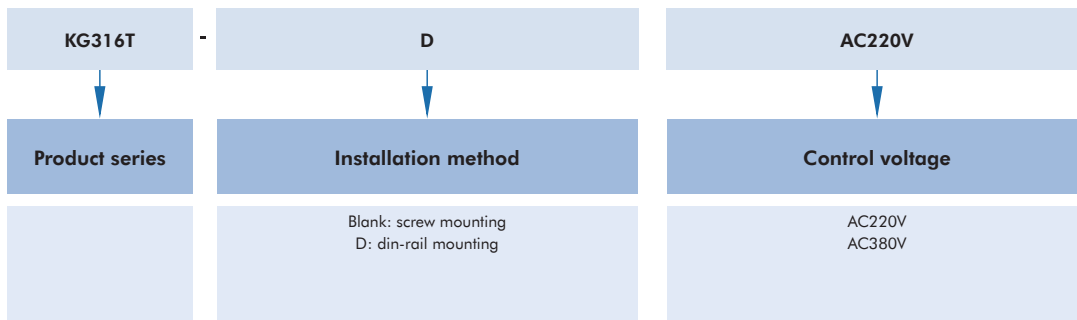 KG316T - D AC220V
Product series Installation method Control voltage
Blank: screw mounting AC220V
D: din-rail mounting AC380V